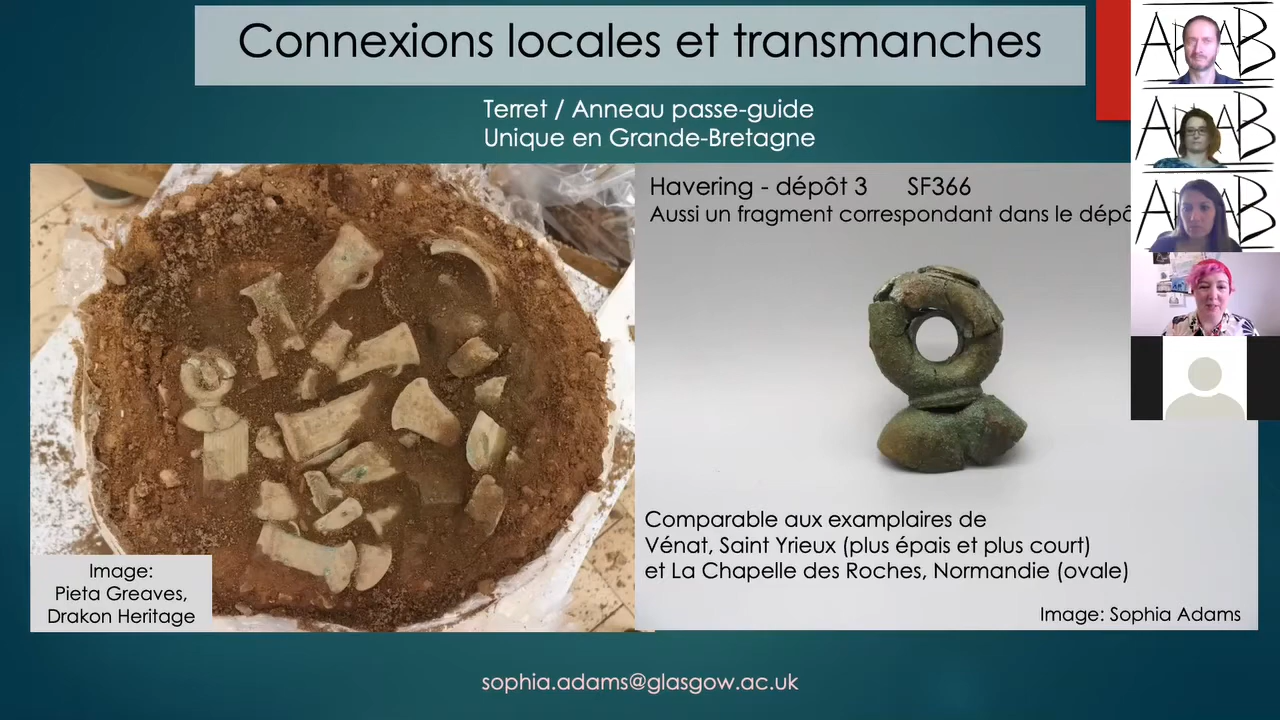 Connexions locales et transmanches
Terret / Anneau passe-guide
Unique en Grande-Bretagne
Havering - dépôt 3 SF366
Aussi un fragment correspondant dans le
Comparable aux examplaires de
Vénat, Saint Yrieux (plus épais et plus court)
et La Chapelle des Roches, Normandie (ovale)
Image: Sophia Adams
Image:
Pieta Greaves,
Drakon Heritage
sophia.adams@glasgow.ac.uk